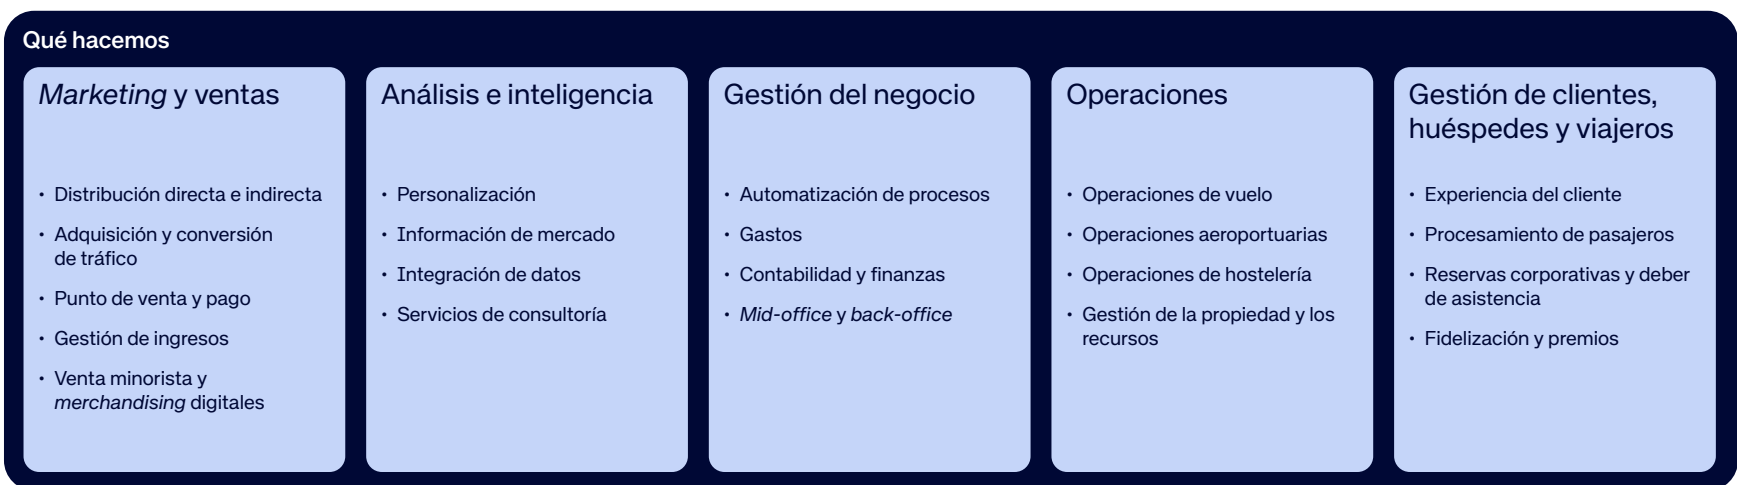 Qué hacemos
Marketing y ventas
• Distribución directa e indirecta
• Adquisición y conversión
de tráfico
• Punto de venta y pago
• Gestión de ingresos
• Venta minorista y
merchandising digitales
Análisis e inteligencia
• Personalización
• Información de mercado
• Integración de datos
• Servicios de consultoría
Gestión del negocio
• Automatización de procesos
• Gastos
• Contabilidad y finanzas
• Mid-office y back-office
Operaciones
• Operaciones de vuelo
• Operaciones aeroportuarias
• Operaciones de hostelería
• Gestión de la propiedad y los
recursos
Gestión de clientes,
huéspedes y viajeros
• Experiencia del cliente
• Procesamiento de pasajeros
• Reservas corporativas y deber
de asistencia
• Fidelización y premios